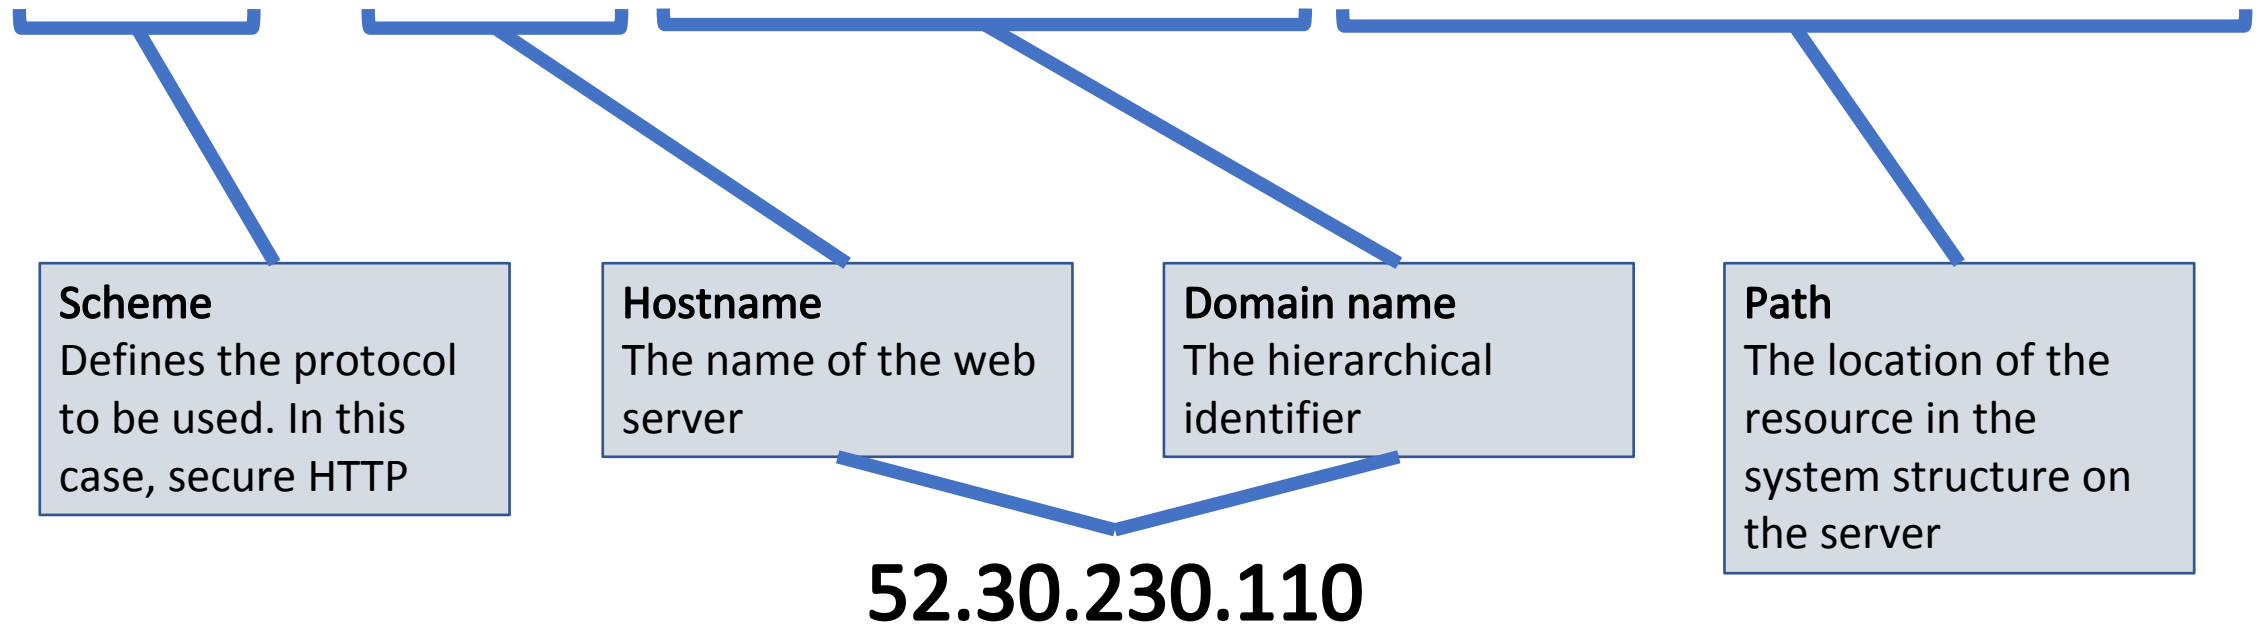 Scheme
Defines the protocol
to be used. In this
case, secure HTTP
Hostname
The name of the web
server
Domain name
The hierarchical
identifier
Path
The location of the
resource in the
system structure on
the server
52.30.230.110